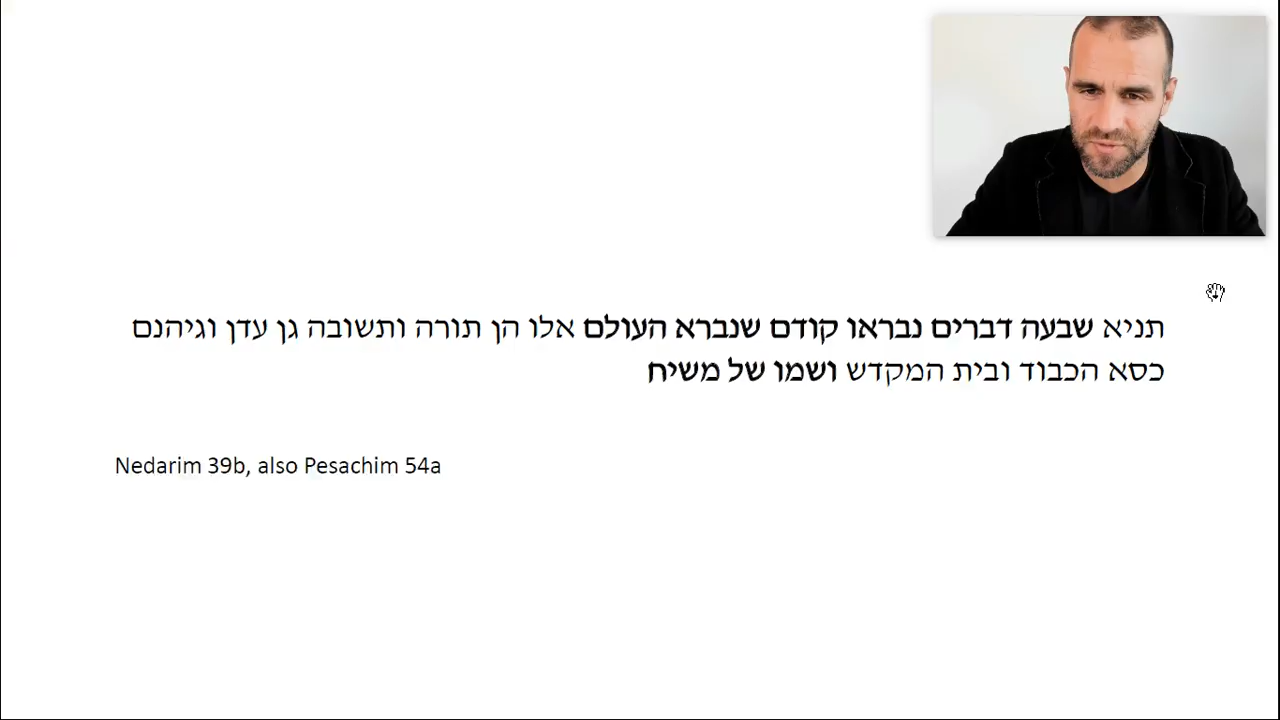 תניא שבעה דברים נבראו קודם שנברא העולם אלו הן תורה ותשובה גן עדן וגיהנם
כסא הכבוד ובית המקדש ושמו של משיח
Nedarim 39b, also Pesachim 54a